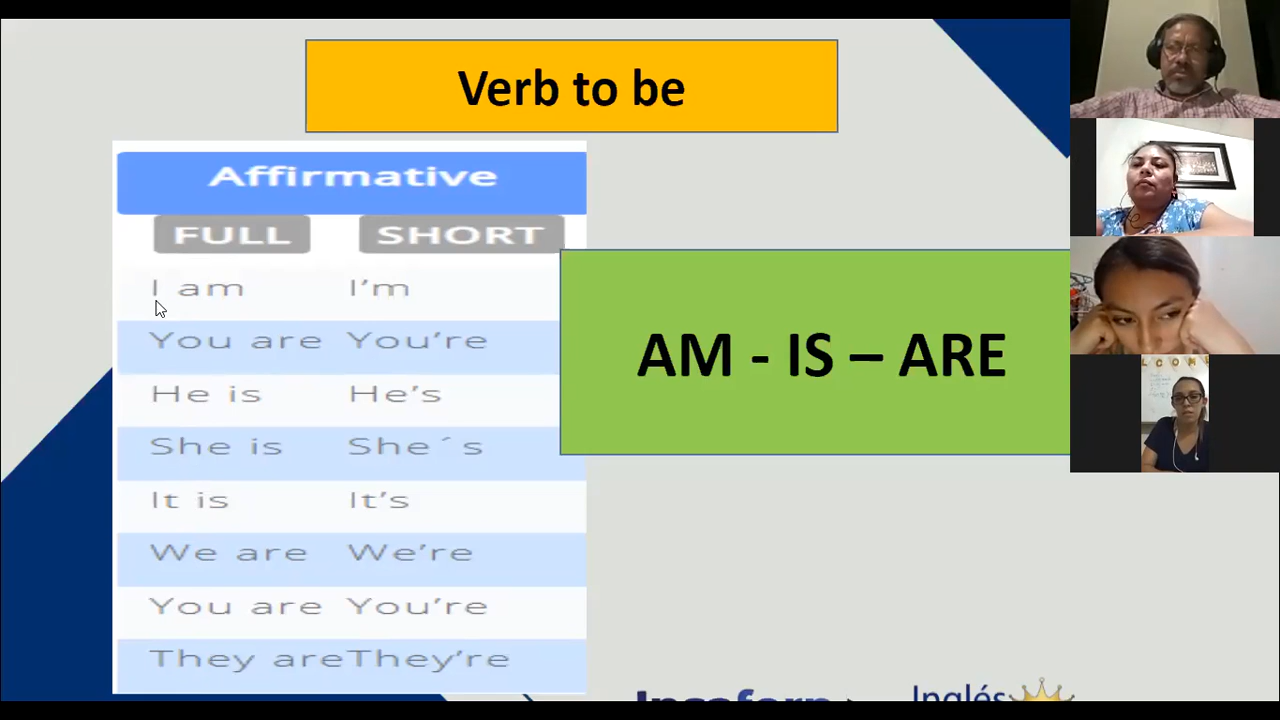 Verb to be
Affirmative
FULL SHORT
I am I'm
You are You're
He is He's
She is She´s
It is It's
We are We're
You are You're
They are They're
AM - IS – ARE
Inglés